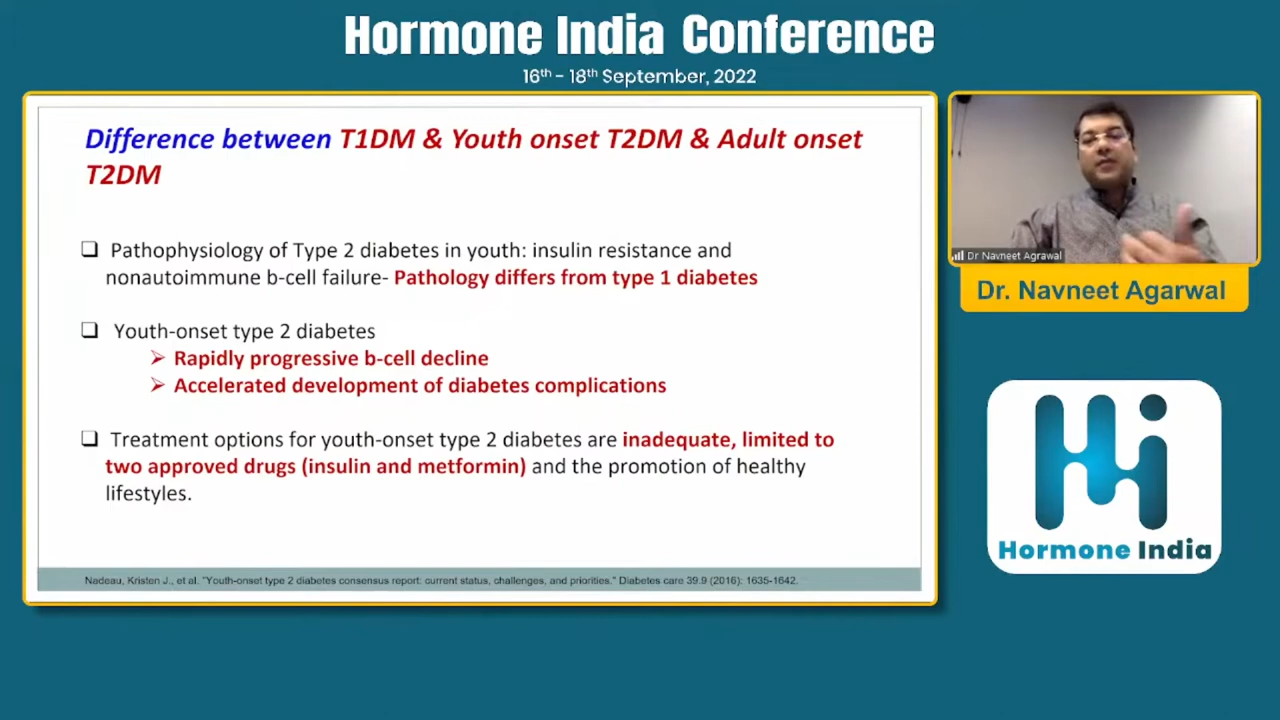 Hormone India Conference
16th - 18th September, 2022
Difference between T1DM & Youth onset T2DM & Adult onset
T2DM
❑ Pathophysiology of Type 2 diabetes in youth: insulin resistance and
nonautoimmune b-cell failure- Pathology differs from type 1 diabetes
❑ Youth-onset type 2 diabetes
➢ Rapidly progressive b-cell decline
➢ Accelerated development of diabetes complications
❑ Treatment options for youth-onset type 2 diabetes are inadequate, limited to
two approved drugs (insulin and metformin) and the promotion of healthy
lifestyles.
Nadeau, Kristen J., et al. "Youth-onset type 2 diabetes consensus report: current status, challenges, and priorities." Diabetes care 39.9 (2016): 1635-1642.
Dr Navneet Agrawal
Dr. Navneet Agarwal
Hormone India